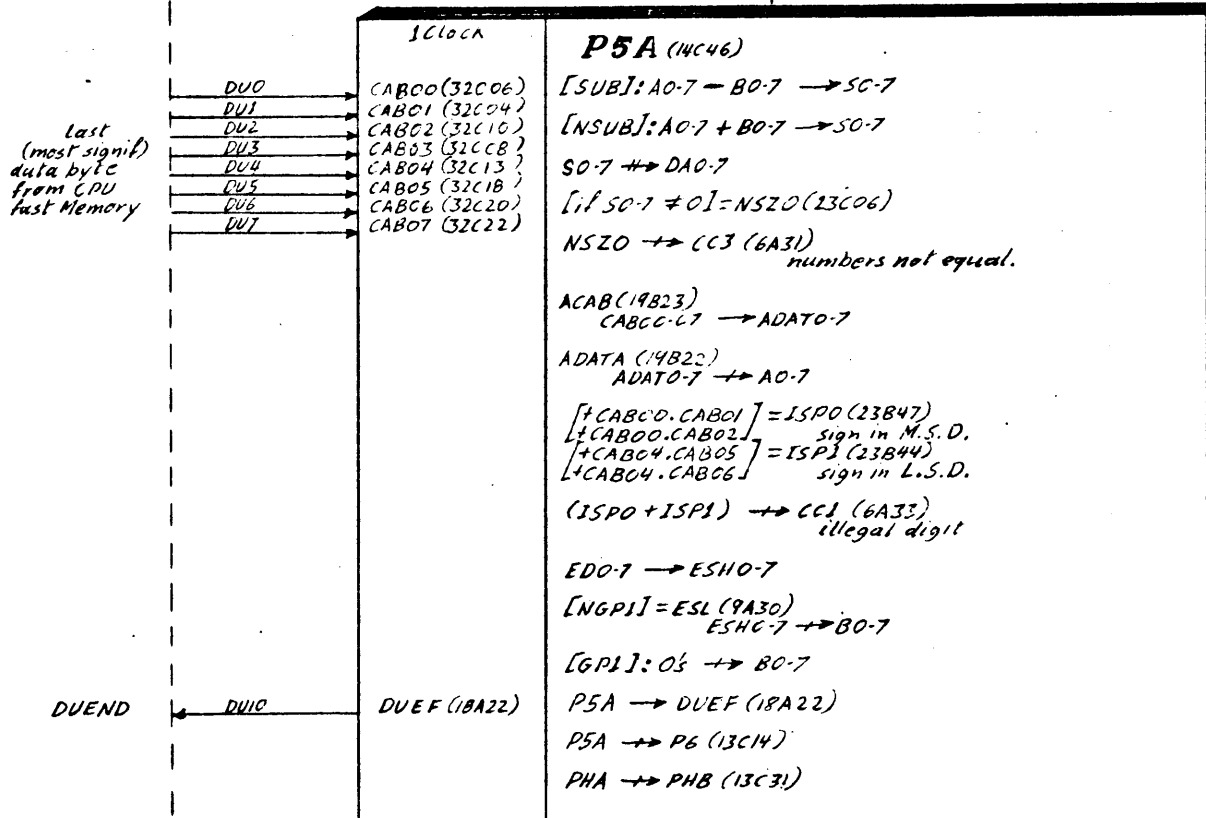 1Clock
P5A (14C46)
DU0 CAB00 (32C06)
[SUB]: A0-7 – B0-7 → S0-7
DU1 CAB01 (32C04)
DU2 CAB02 (32C10)
[NSUB]: A0-7 + B0-7 → S0-7
last
(most signif)
data byte
from CPU
fast Memory
DU3 CAB03 (32C08)
DU4 CAB04 (32C13)
S0-7 ⇸ DA0-7
DU5 CAB05 (32C18)
DU6 CAB06 (32C20)
[if S0-7 ≠ 0] = NSZ0 (23C06)
DU7 CAB07 (32C22)
NSZ0 ⇸ CC3 (6A31)
numbers not equal.
ACAB (19B23)
CAB00-07 → ADAT0-7
ADATA (19B22)
ADAT0-7 ⇸ A0-7
[+CAB00.CAB01
+CAB00.CAB02] = ISP0 (23B47)
sign in M.S.D.
[+CAB04.CAB05
+CAB04.CAB06] = ISP1 (23B44)
sign in L.S.D.
(ISP0 + ISP1) ⇸ CC1 (6A33)
illegal digit
ED0-7 → ESH0-7
[NGP1] = ESL (9A30)
ESH0-7 ⇸ B0-7
[GP1]: 0's ⇸ B0-7
DUEND DU10 DUEF (18A22)
P5A → DUEF (18A22)
P5A ⇸ P6 (13C14)
PHA ⇸ PHB (13C31)